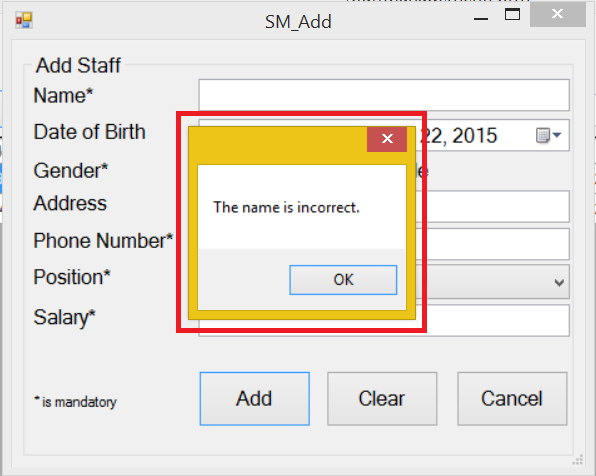 SM_Add
Add Staff
Name*
Date of Birth
22, 2015
Gender*
Address
Phone Number*
Position*
Salary*
The name is incorrect.
OK
* is mandatory
Add
Clear
Cancel